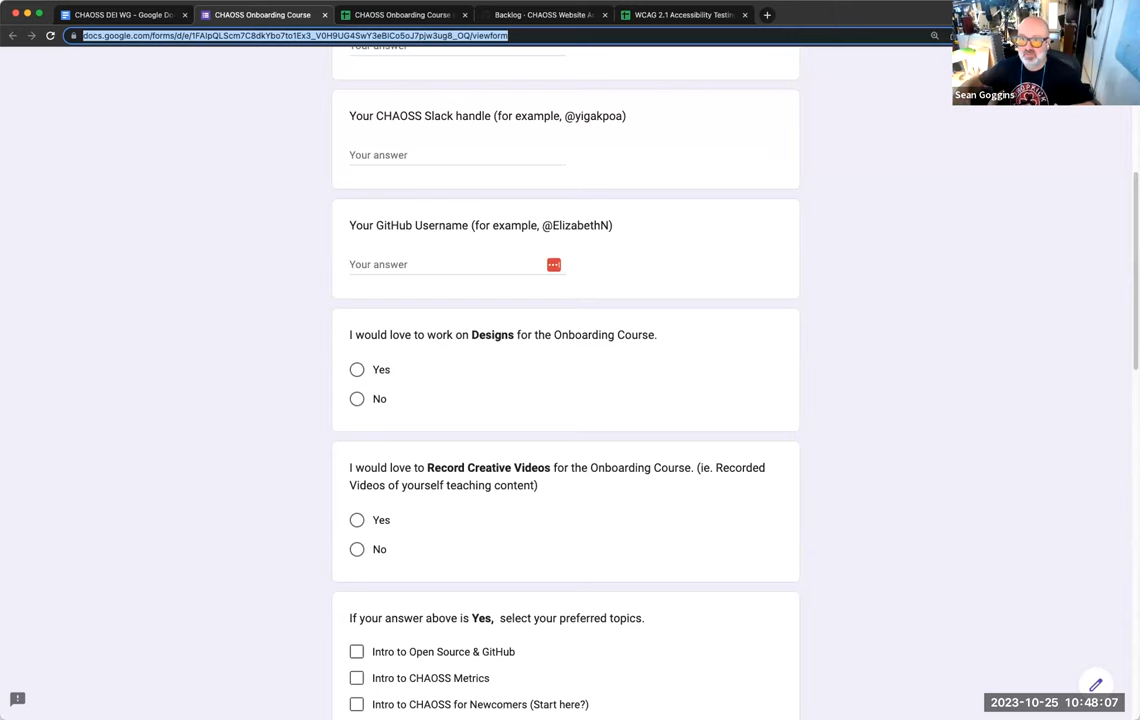 CHAOSS DEI WG - Google Do
CHAOSS Onboarding Course
CHAOSS Onboarding Course
Backlog · CHAOSS Website Ac
WCAG 2.1 Accessibility Testin
docs.google.com/forms/d/e/1FAIpQLScm7C8dkYbo7to1Ex3_V0H9UG4SwY3eBICo5oJ7pjw3ug8_OQ/viewform
Sean Goggins
Your answer
Your CHAOSS Slack handle (for example, @yigakpoa)
Your answer
Your GitHub Username (for example, @ElizabethN)
Your answer
I would love to work on Designs for the Onboarding Course.
Yes
No
I would love to Record Creative Videos for the Onboarding Course. (ie. Recorded
Videos of yourself teaching content)
Yes
No
If your answer above is Yes, select your preferred topics.
Intro to Open Source & GitHub
Intro to CHAOSS Metrics
Intro to CHAOSS for Newcomers (Start here?)
2023-10-25 10:48:07